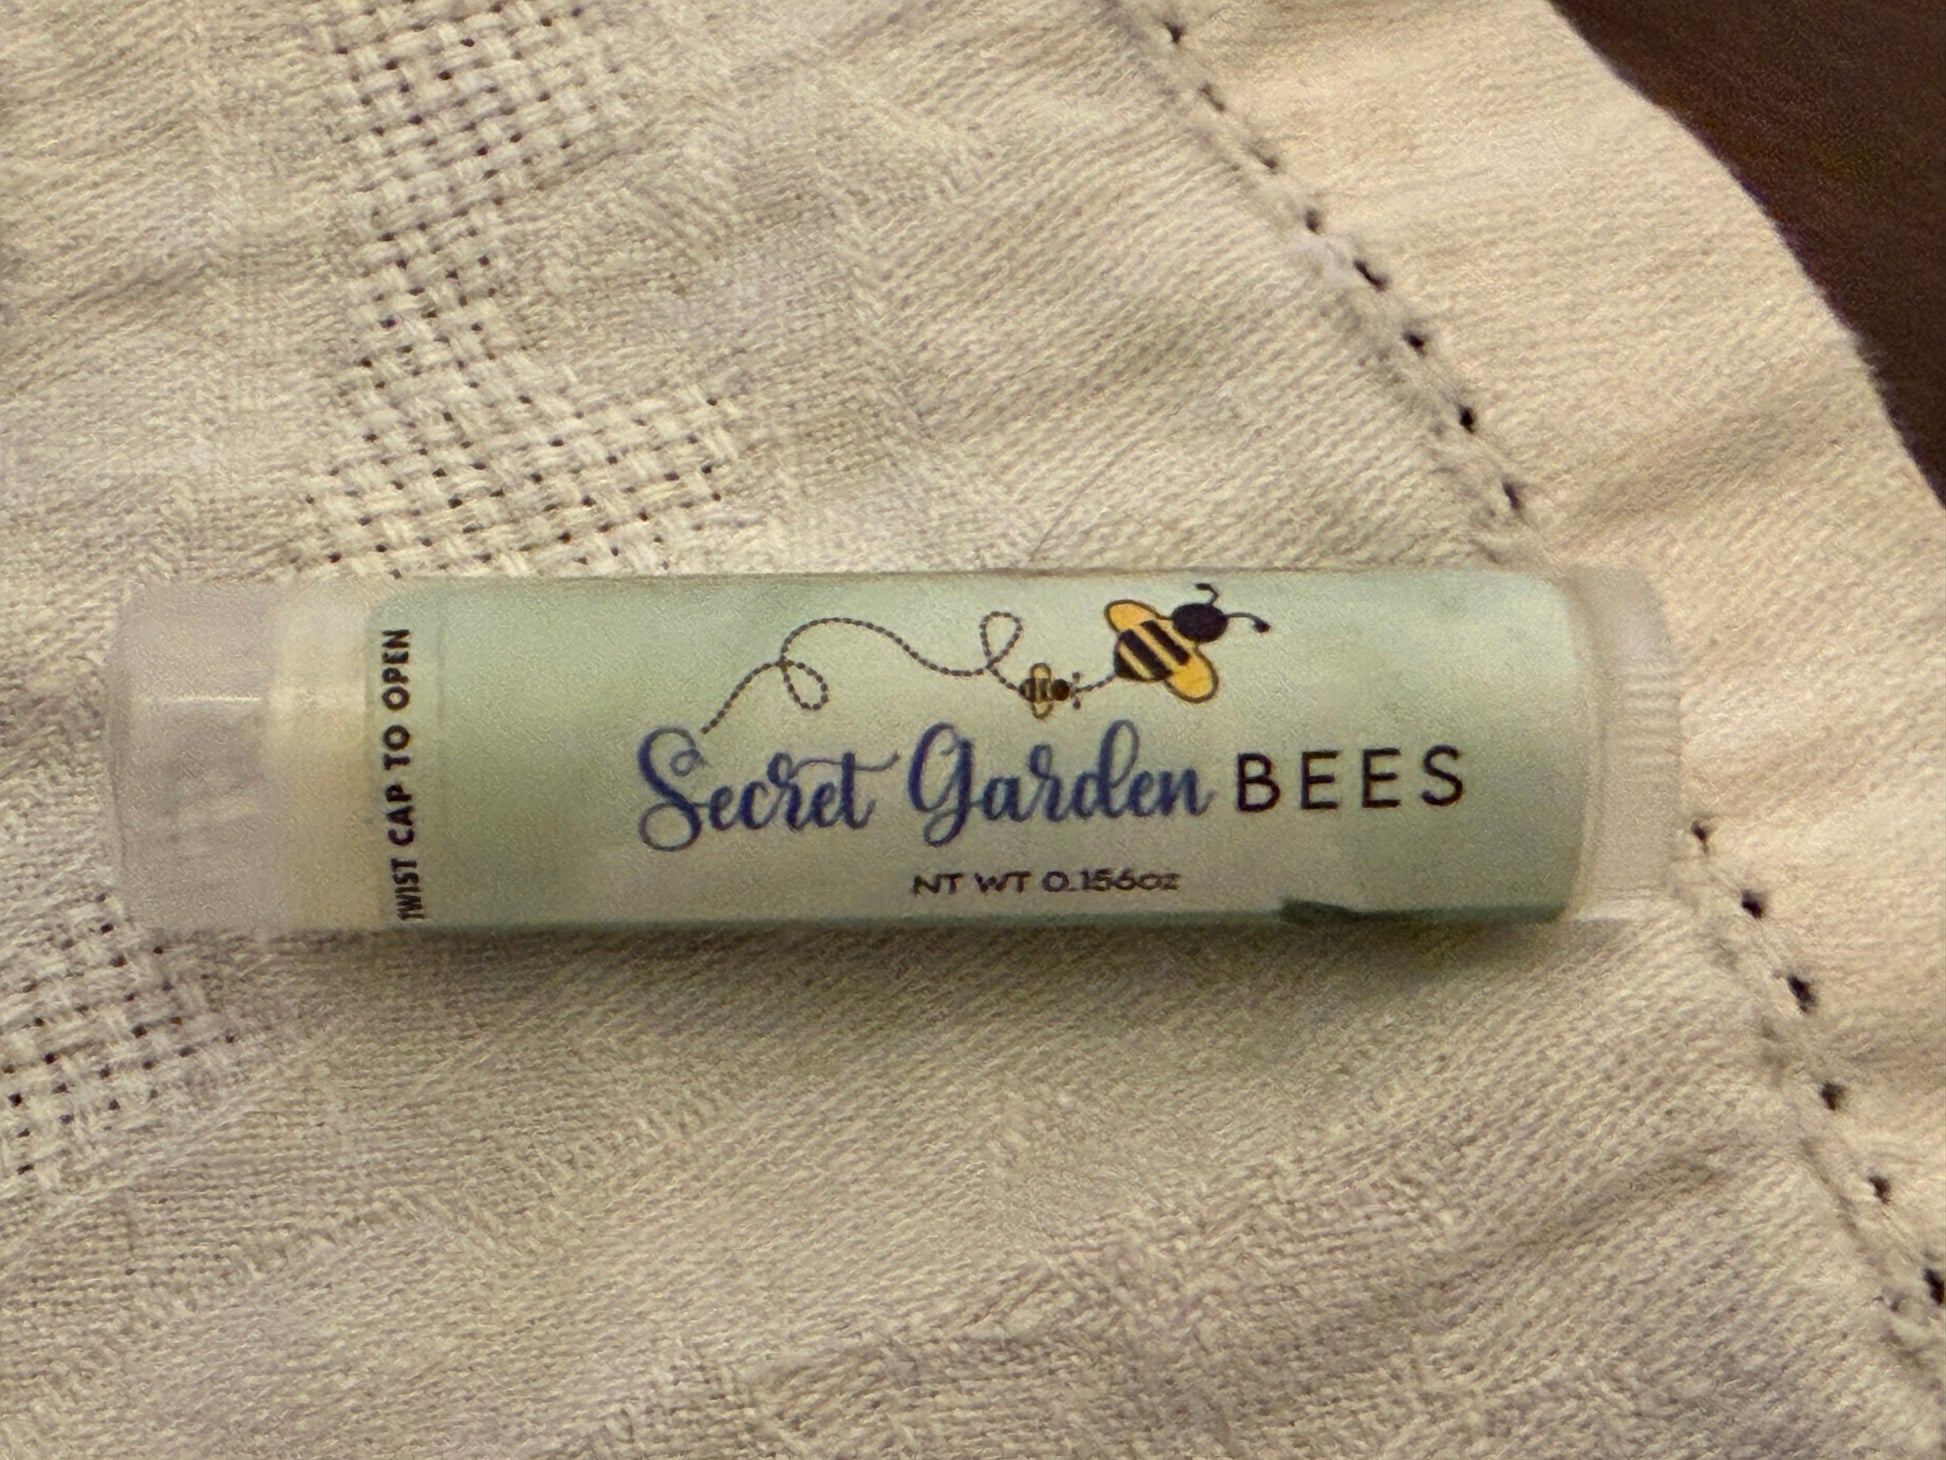 TWIST CAP TO OPEN
Secret Garden BEES
NT WT 0.156oz